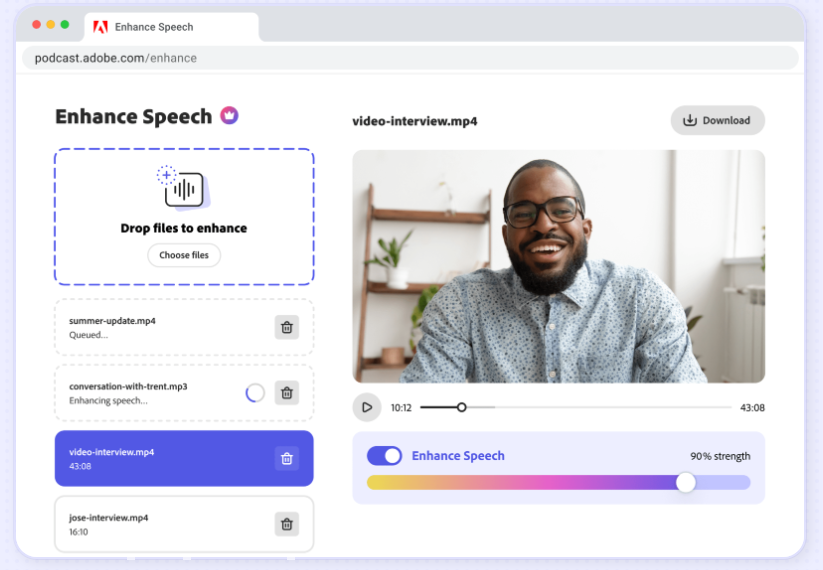 Enhance Speech
podcast.adobe.com/enhance
Enhance Speech
Drop files to enhance
Choose files
summer-update.mp4
Queued...
conversation-with-trent.mp3
Enhancing speech...
video-interview.mp4
43:08
jose-interview.mp4
16:10
video-interview.mp4
Download
10:12
43:08
Enhance Speech
90% strength